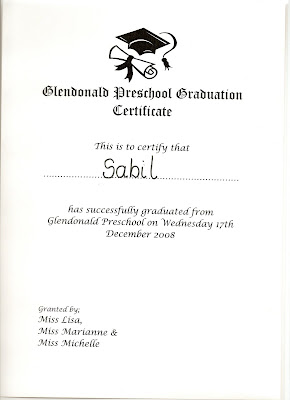 Glendonald Preschool Graduation
Certificate
This is to certify that
Sabil
has successfully graduated from
Glendonald Preschool on Wednesday 17th
December 2008
Granted by;
Miss Lisa,
Miss Marianne &
Miss Michelle